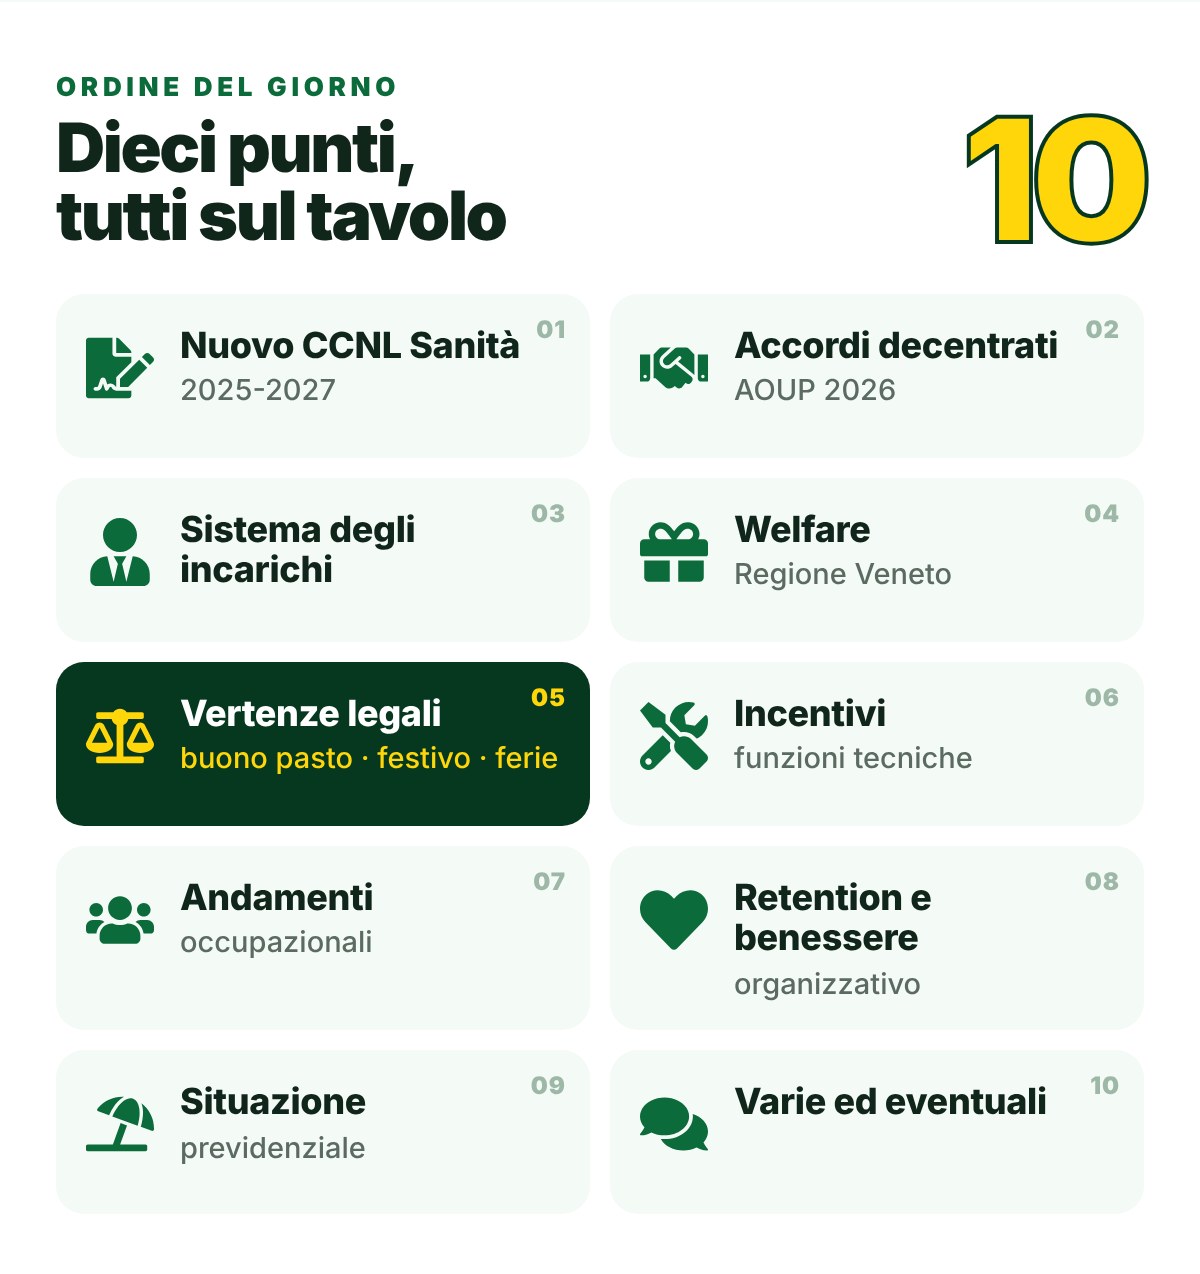 ORDINE DEL GIORNO
Dieci punti,
tutti sul tavolo
10
Nuovo CCNL Sanità
01
2025-2027
Accordi decentrati
02
AOUP 2026
Sistema degli
incarichi
03
Welfare
04
Regione Veneto
Vertenze legali
05
buono pasto · festivo · ferie
Incentivi
06
funzioni tecniche
Andamenti
07
occupazionali
Retention e
benessere
08
organizzativo
Situazione
09
previdenziale
Varie ed eventuali
10